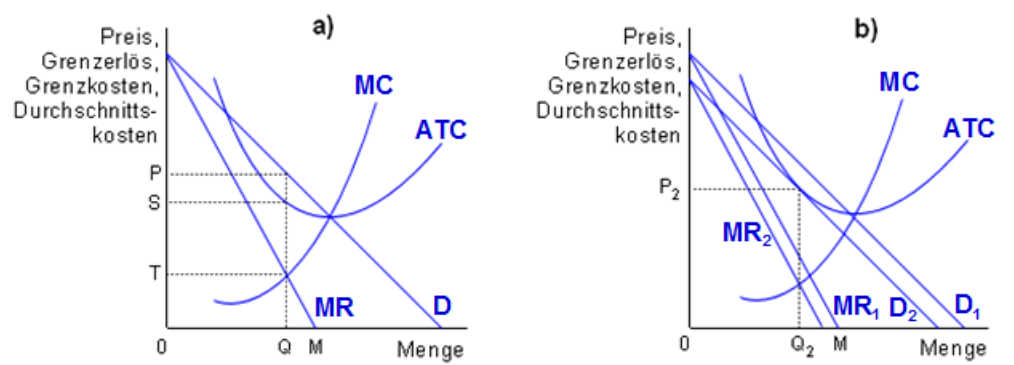 a)
Preis,
Grenzerlös,
Grenzkosten,
Durchschnitts-
kosten
MC
ATC
P
S
T
MR
D
0
Q
M
Menge
b)
Preis,
Grenzerlös,
Grenzkosten,
Durchschnitts-
kosten
MC
ATC
P₂
MR₂
MR₁
D₂
D₁
0
Q₂
M
Menge